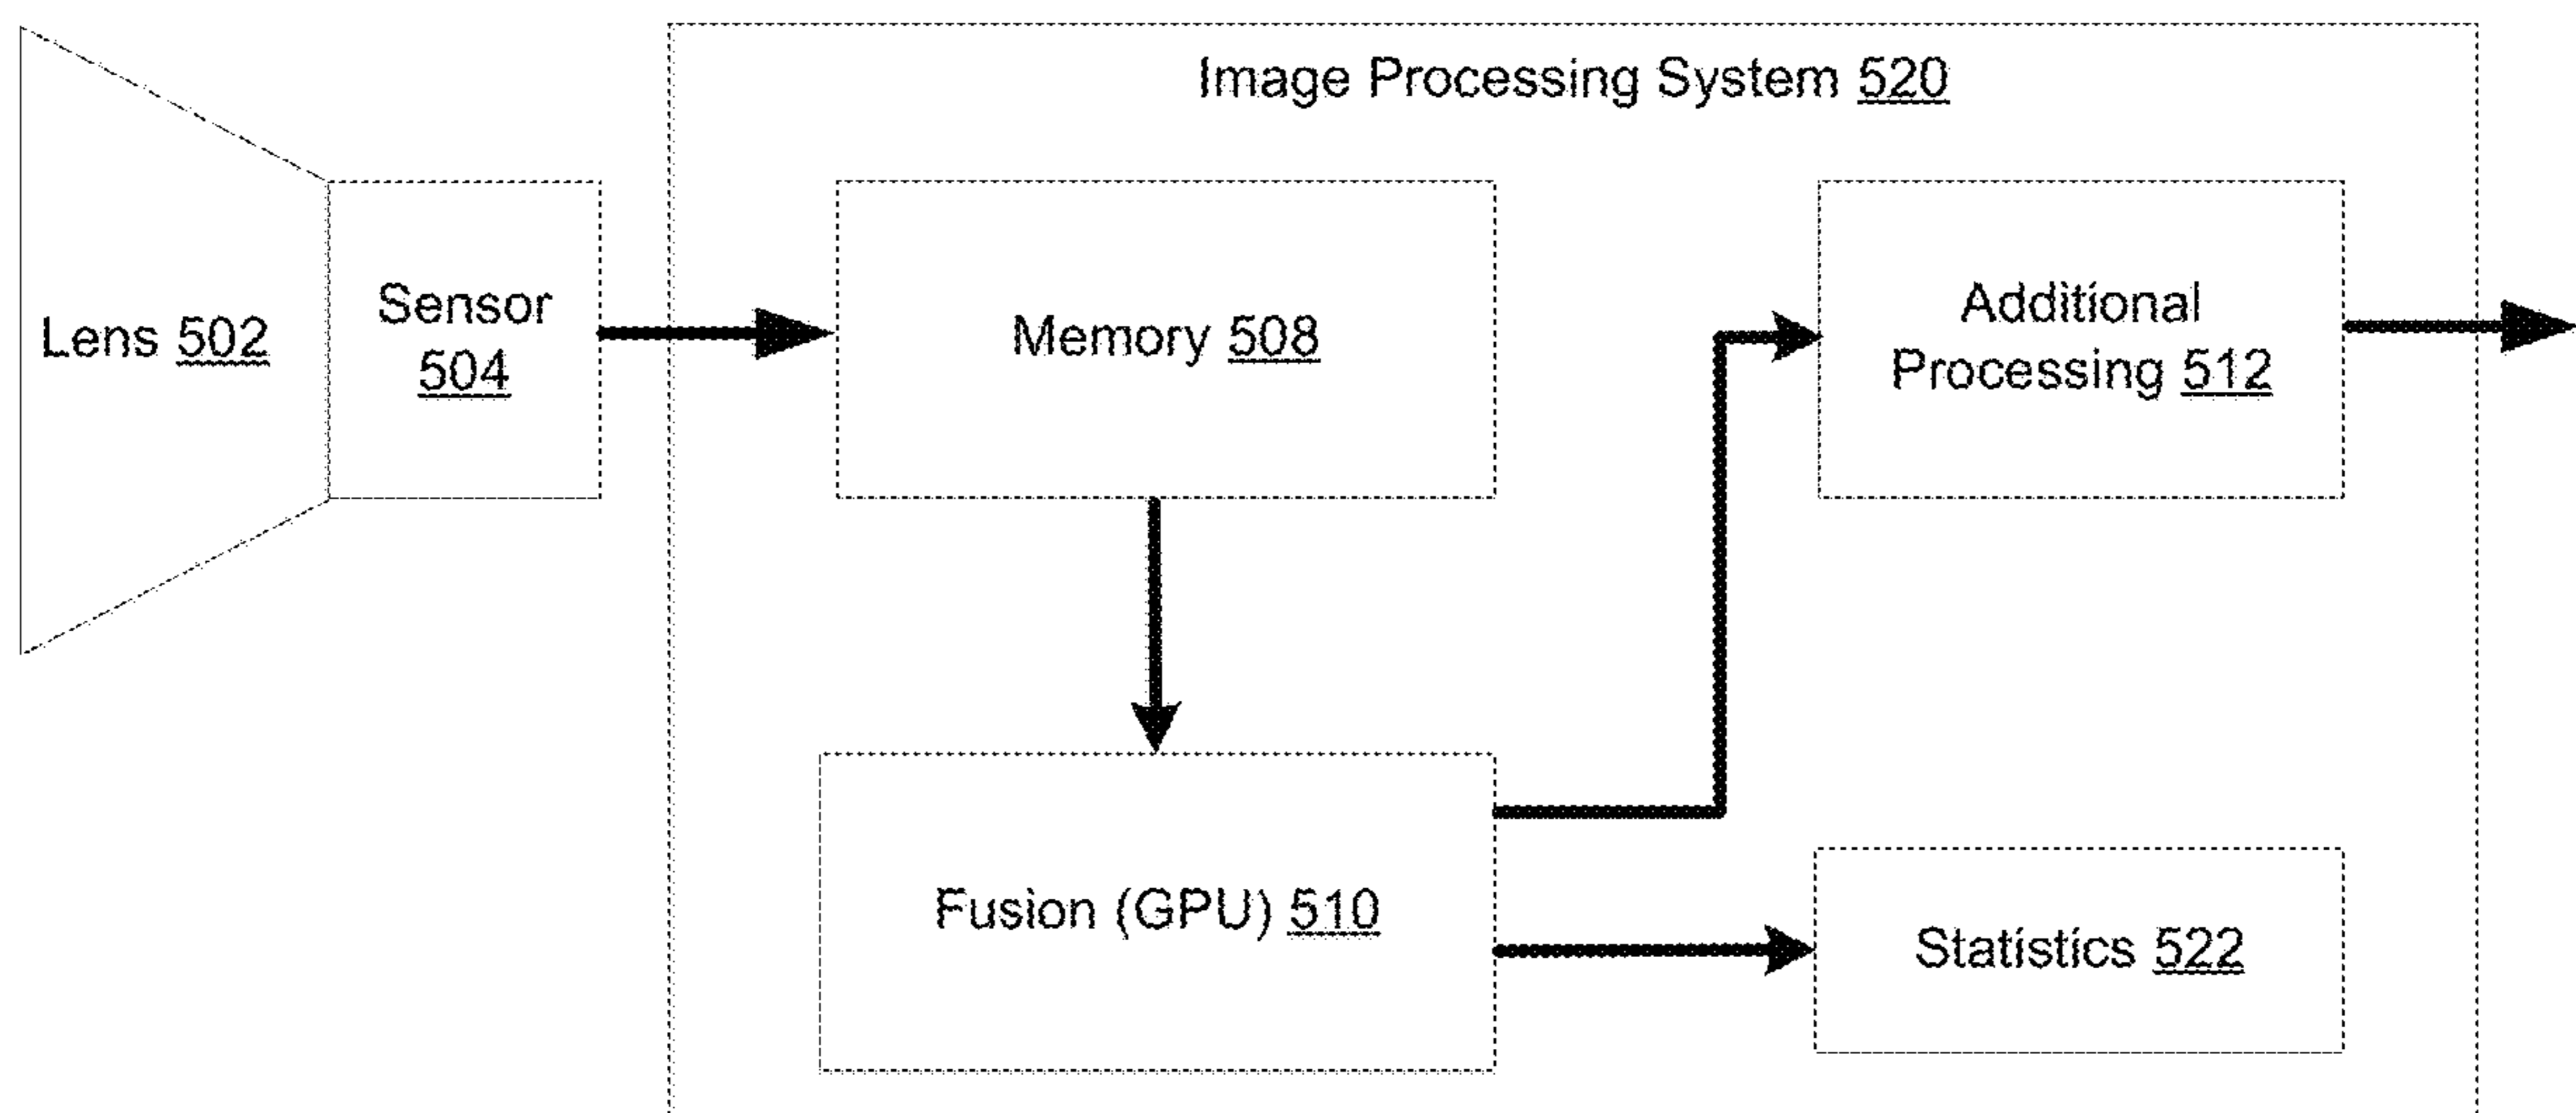 Image Processing System 520
Lens 502
Sensor
504
Memory 508
Additional
Processing 512
Fusion (GPU) 510
Statistics 522